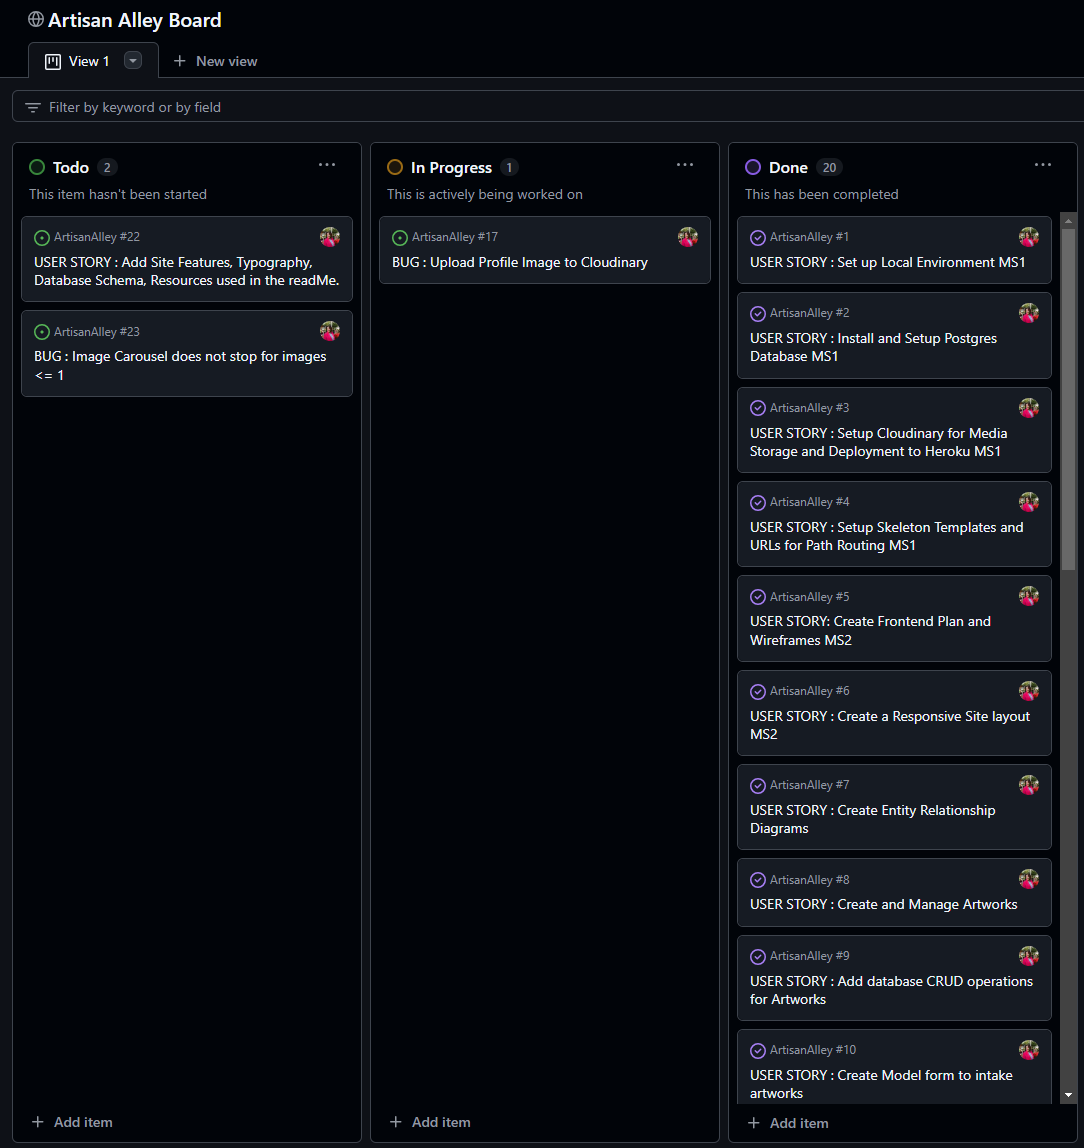 Artisan Alley Board
View 1
New view
Filter by keyword or by field
Todo 2
This item hasn't been started
ArtisanAlley #22
USER STORY : Add Site Features, Typography,
Database Schema, Resources used in the readMe.
ArtisanAlley #23
BUG : Image Carousel does not stop for images
<= 1
Add item
In Progress 1
This is actively being worked on
ArtisanAlley #17
BUG : Upload Profile Image to Cloudinary
Add item
Done 20
This has been completed
ArtisanAlley #1
USER STORY : Set up Local Environment MS1
ArtisanAlley #2
USER STORY : Install and Setup Postgres
Database MS1
ArtisanAlley #3
USER STORY : Setup Cloudinary for Media
Storage and Deployment to Heroku MS1
ArtisanAlley #4
USER STORY : Setup Skeleton Templates and
URLs for Path Routing MS1
ArtisanAlley #5
USER STORY: Create Frontend Plan and
Wireframes MS2
ArtisanAlley #6
USER STORY : Create a Responsive Site layout
MS2
ArtisanAlley #7
USER STORY : Create Entity Relationship
Diagrams
ArtisanAlley #8
USER STORY : Create and Manage Artworks
ArtisanAlley #9
USER STORY : Add database CRUD operations
for Artworks
ArtisanAlley #10
USER STORY : Create Model form to intake
artworks
Add item